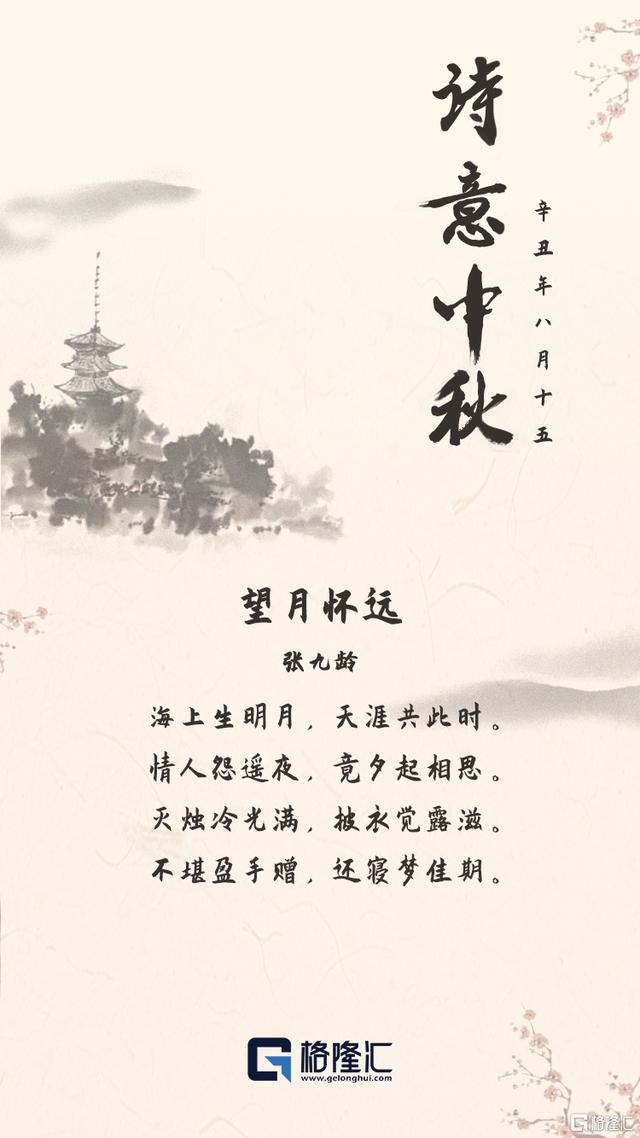 诗意中秋
辛丑年八月十五
望月怀远
张九龄
海上生明月，天涯共此时。
情人怨遥夜，竟夕起相思。
灭烛冷光满，披衣觉露滋。
不堪盈手赠，还寝梦佳期。
格隆汇
www.gelonghui.com
格隆汇